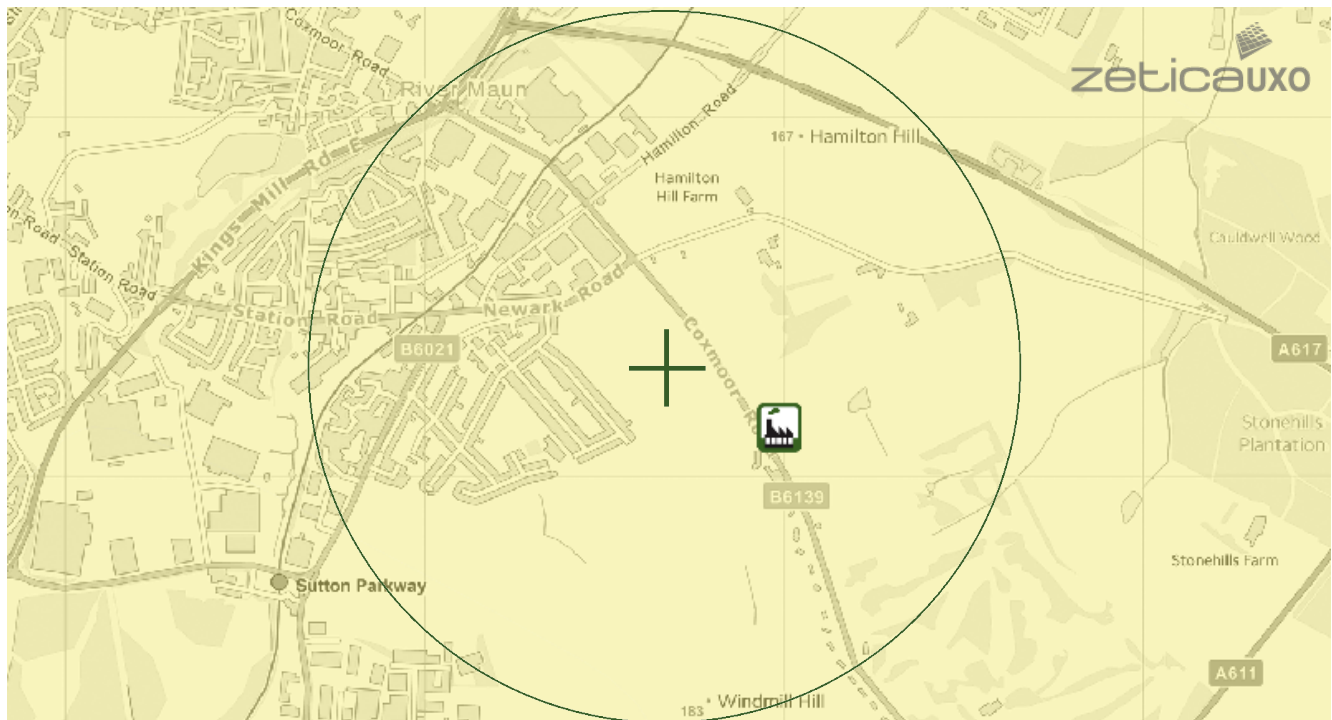 Coxmoor Road
zeticauxo
River Maun
Hamilton Road
167 • Hamilton Hill
Kings Mill Rd E
Hamilton
Hill Farm
Road
Station Road
Cauldwell Wood
Station Road
Newark Road
B6021
Coxmoor Ro
A617
Stonehills
Plantation
B6139
Stonehills Farm
Sutton Parkway
A611
183 • Windmill Hill